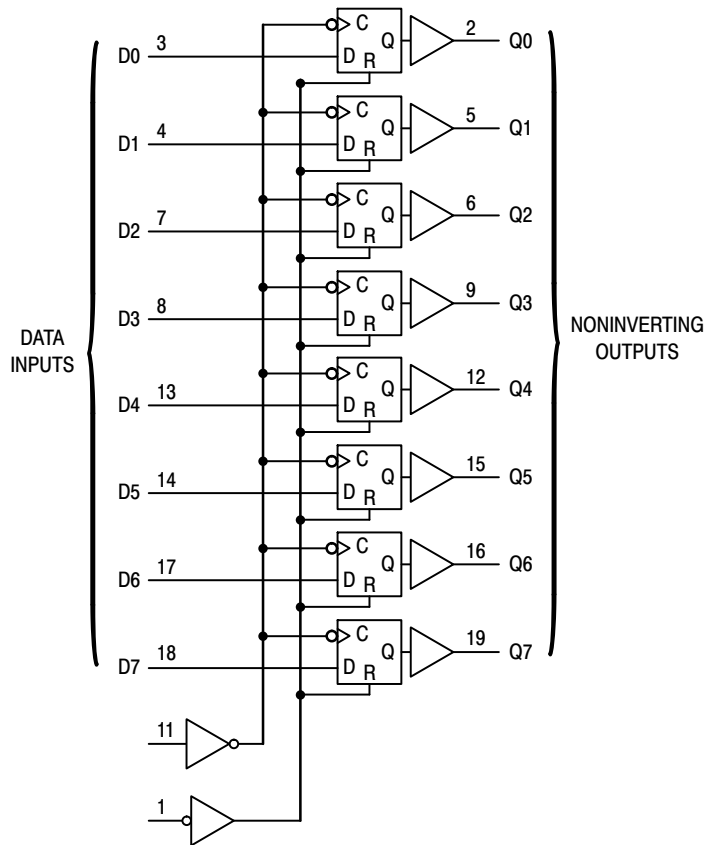 C Q 2 Q0
D0 3 D R
C Q 5 Q1
D1 4 D R
C Q 6 Q2
D2 7 D R
C Q 9 Q3
D3 8 D R
DATA
INPUTS
NONINVERTING
OUTPUTS
C Q 12 Q4
D4 13 D R
C Q 15 Q5
D5 14 D R
C Q 16 Q6
D6 17 D R
C Q 19 Q7
D7 18 D R
11
1